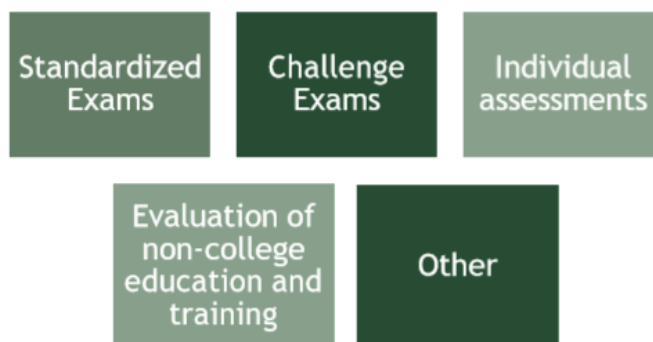 Standardized
Exams
Challenge
Exams
Individual
assessments
Evaluation of
non-college
education and
training
Other